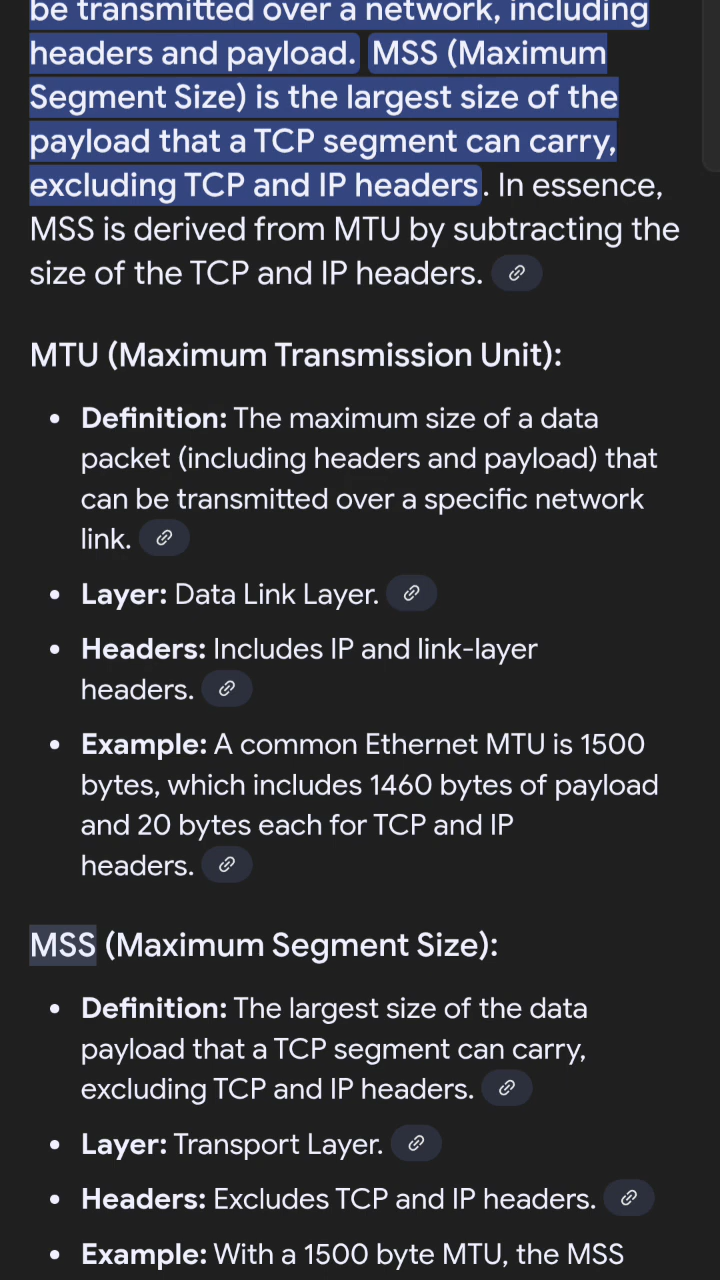 be transmitted over a network, including
headers and payload. MSS (Maximum
Segment Size) is the largest size of the
payload that a TCP segment can carry,
excluding TCP and IP headers. In essence,
MSS is derived from MTU by subtracting the
size of the TCP and IP headers.
MTU (Maximum Transmission Unit):
• Definition: The maximum size of a data
packet (including headers and payload) that
can be transmitted over a specific network
link.
• Layer: Data Link Layer.
• Headers: Includes IP and link-layer
headers.
• Example: A common Ethernet MTU is 1500
bytes, which includes 1460 bytes of payload
and 20 bytes each for TCP and IP
headers.
MSS (Maximum Segment Size):
• Definition: The largest size of the data
payload that a TCP segment can carry,
excluding TCP and IP headers.
• Layer: Transport Layer.
• Headers: Excludes TCP and IP headers.
• Example: With a 1500 byte MTU, the MSS